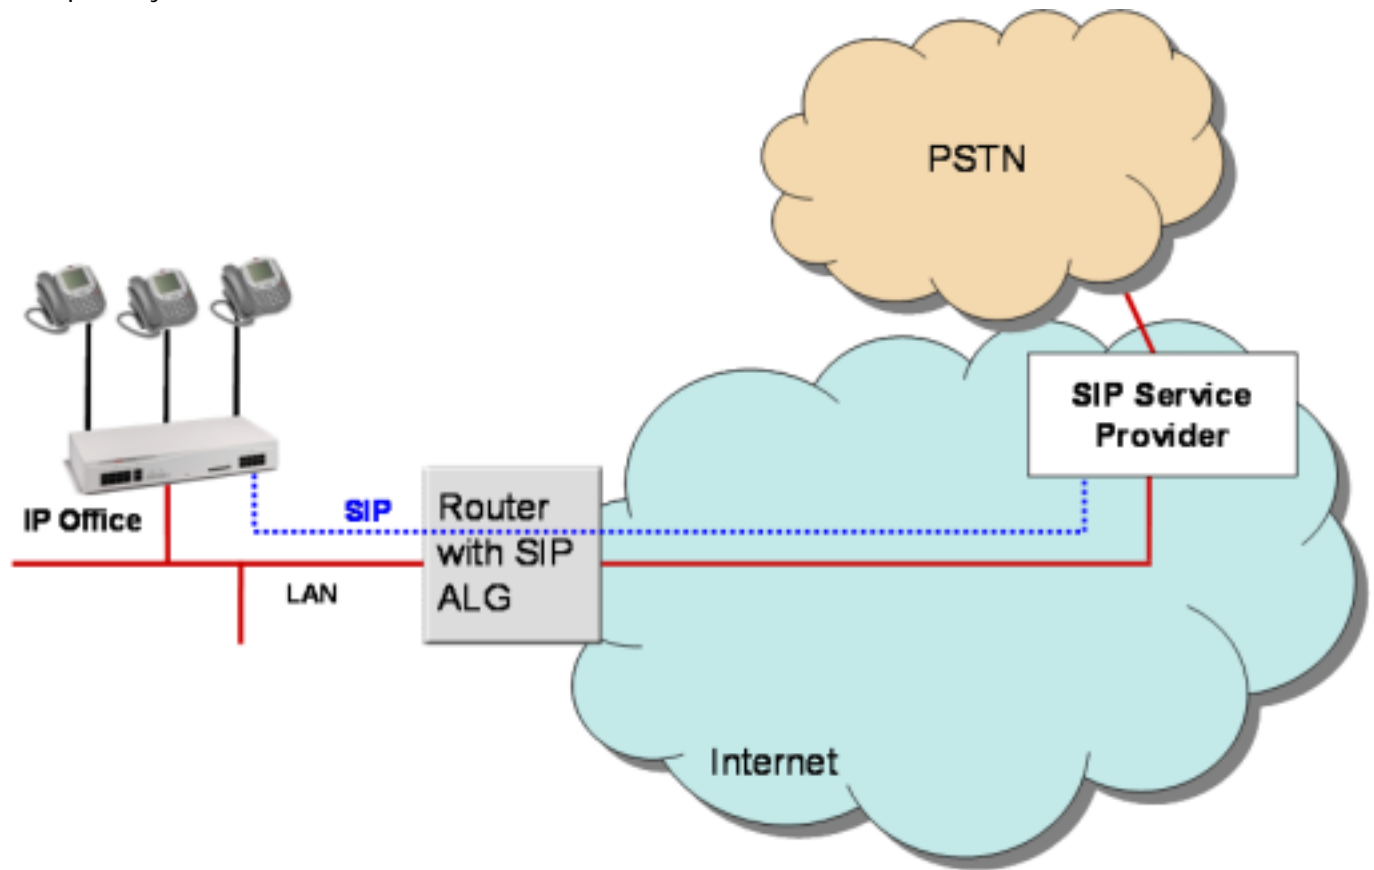 PSTN
SIP Service
Provider
IP Office
SIP
Router
with SIP
ALG
LAN
Internet